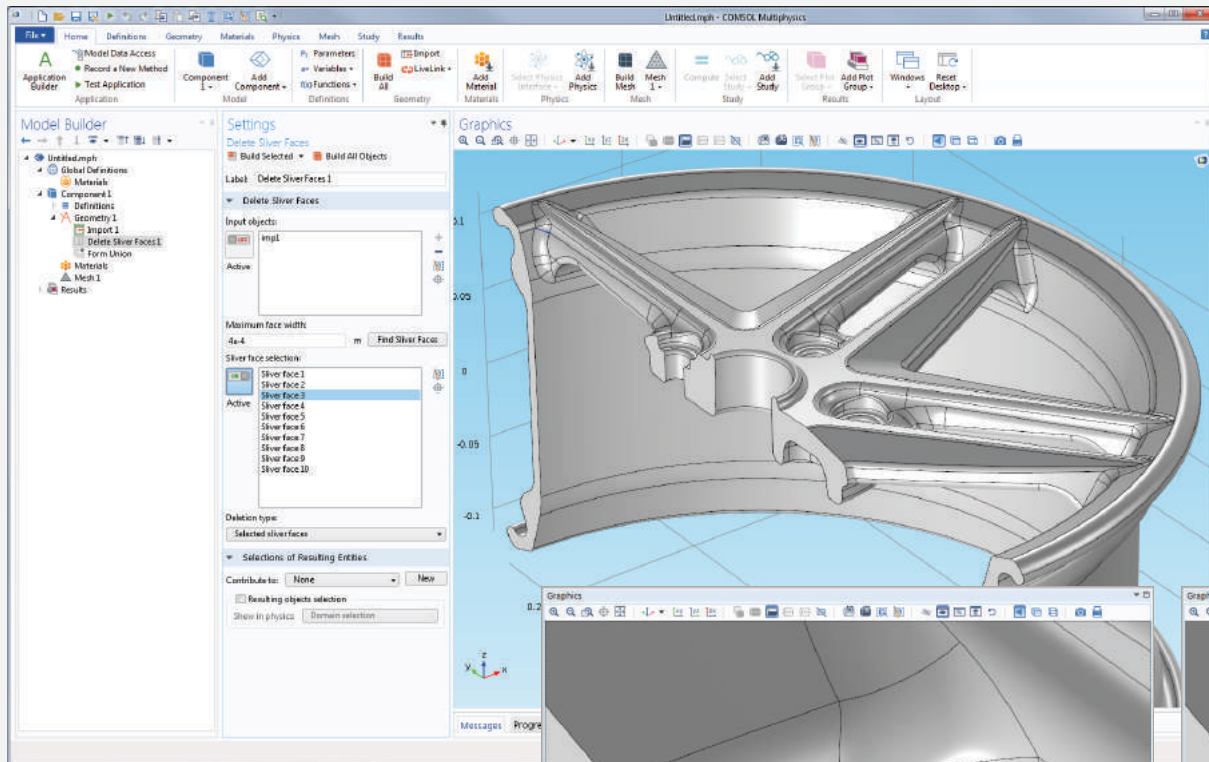 Untitled.mph - COMSOL Multiphysics
File Home Definitions Geometry Materials Physics Mesh Study Results
Application Builder
Model Data Access
Record a New Method
Test Application
Application
Component 1
Add Component
Model
Pi Parameters
a= Variables
f(x) Functions
Definitions
Build All
Import
LiveLink
Geometry
Add Material
Materials
Select Physics Interface
Add Physics
Physics
Build Mesh
Mesh 1
Mesh
Compute
Select Study
Add Study
Study
Select Plot Group
Add Plot Group
Results
Windows
Reset Desktop
Layout
Model Builder
Untitled.mph
Global Definitions
Materials
Component 1
Definitions
Geometry 1
Import 1
Delete Sliver Faces 1
Form Union
Materials
Mesh 1
Results
Settings
Delete Sliver Faces
Build Selected Build All Objects
Label: Delete Sliver Faces 1
Delete Sliver Faces
Input objects:
imp1
Active
Maximum face width:
4e-4 m Find Sliver Faces
Sliver face selection:
Sliver face 1
Sliver face 2
Sliver face 3
Sliver face 4
Sliver face 5
Sliver face 6
Sliver face 7
Sliver face 8
Sliver face 9
Sliver face 10
Active
Deletion type:
Selected sliver faces
Selections of Resulting Entities
Contribute to: None New
Resulting objects selection
Show in physics Domain selection
Graphics
0.1
0.05
0
-0.05
-0.1
0.2
z
y
x
Messages
Graphics